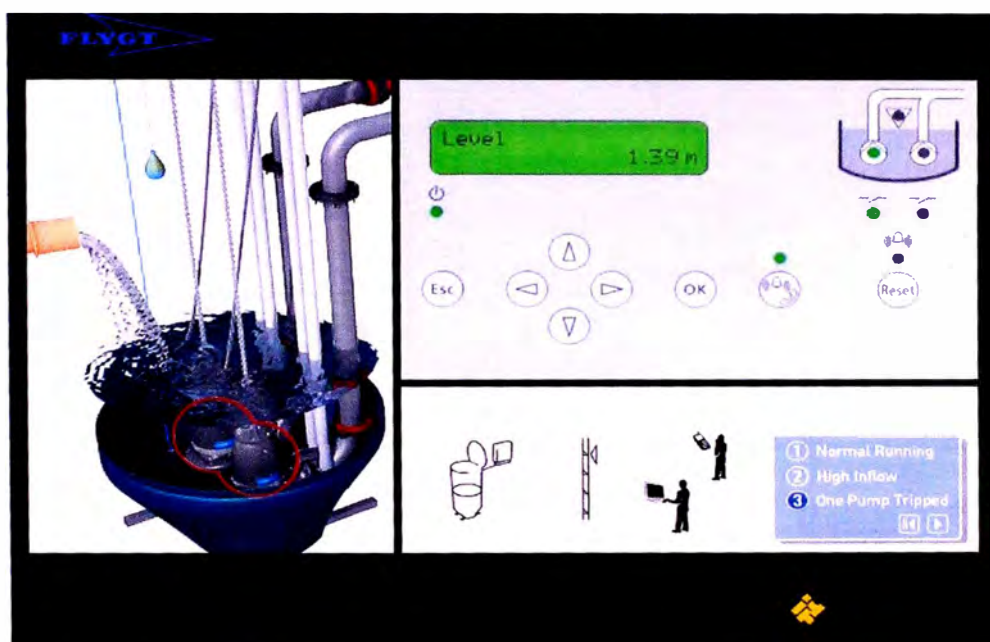 FLYGT
Level
1.39 m
Esc
OK
Reset
1 Normal Running
2 High Inflow
3 One Pump Tripped